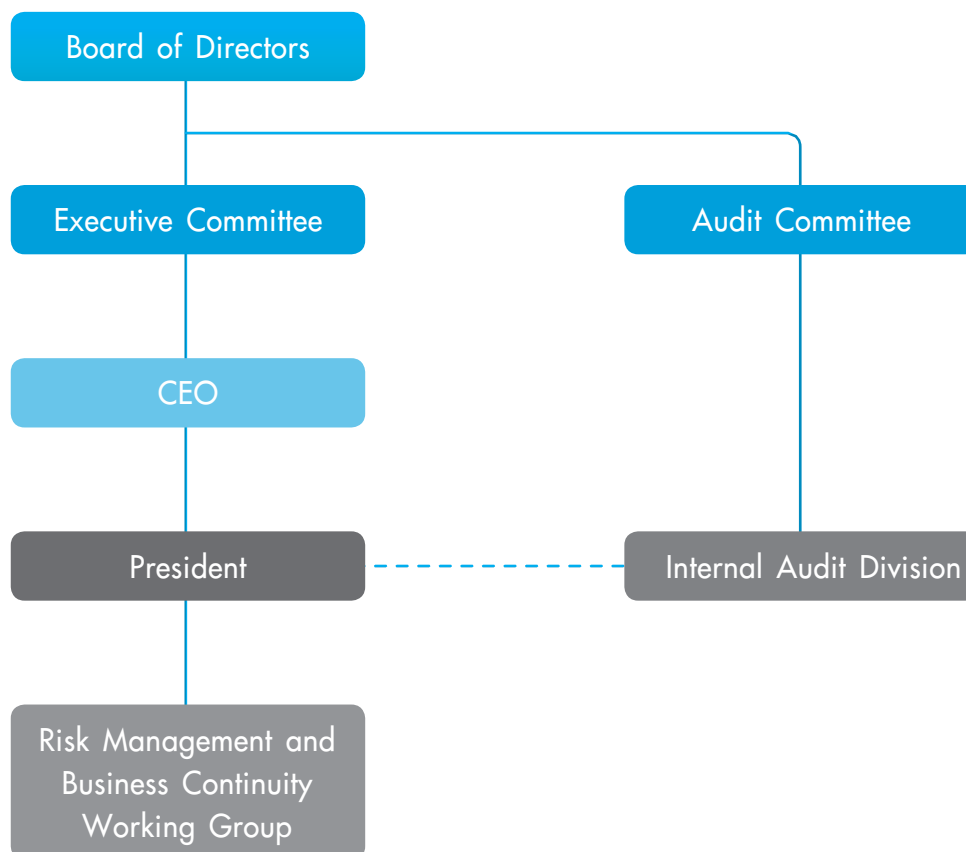 Board of Directors
Executive Committee
Audit Committee
CEO
President
Internal Audit Division
Risk Management and
Business Continuity
Working Group